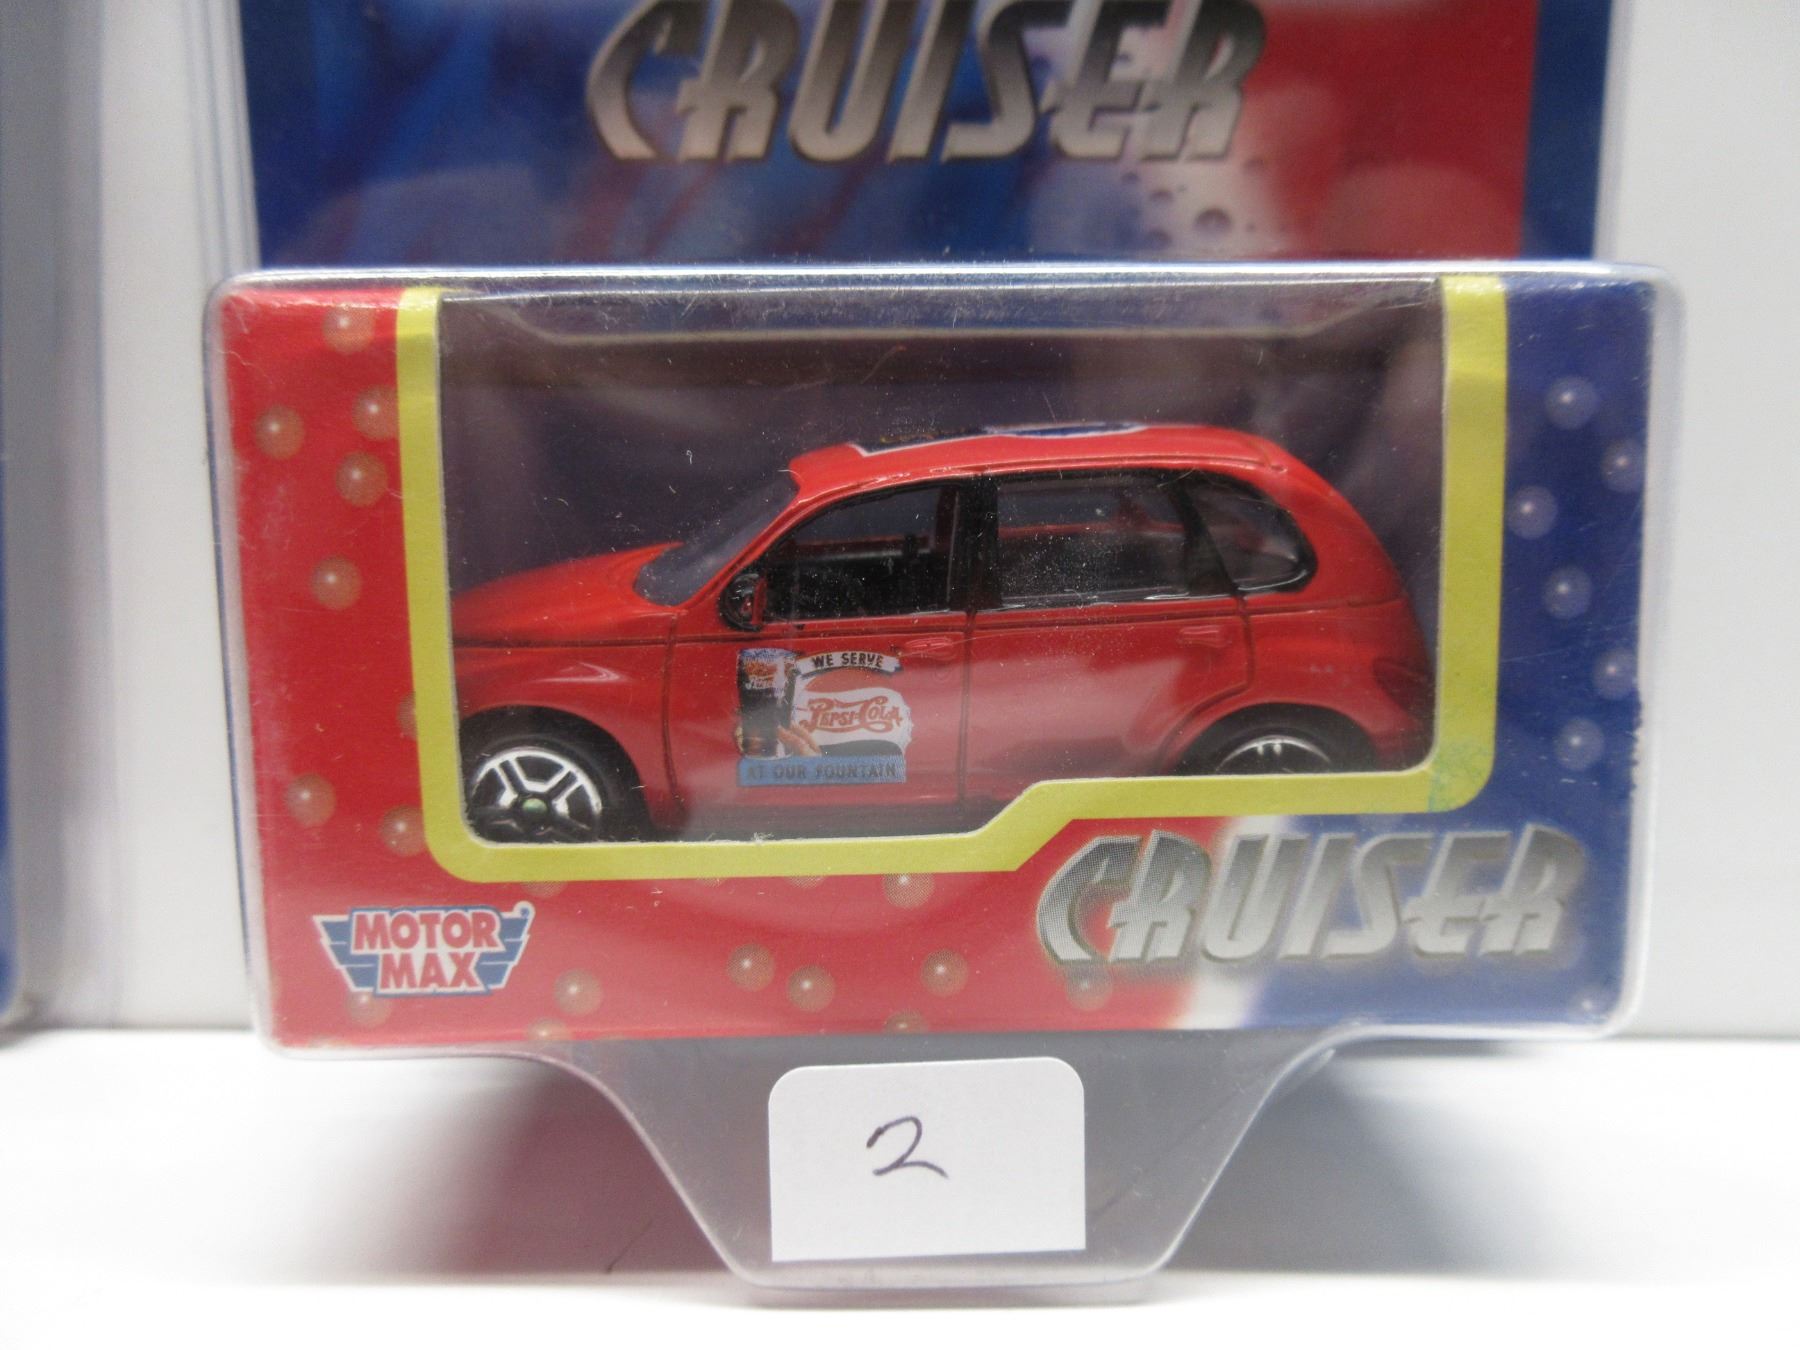 CRUISER
WE SERVE
PEPSI-COLA
AT OUR FOUNTAIN
MOTOR
MAX
CRUISER
2